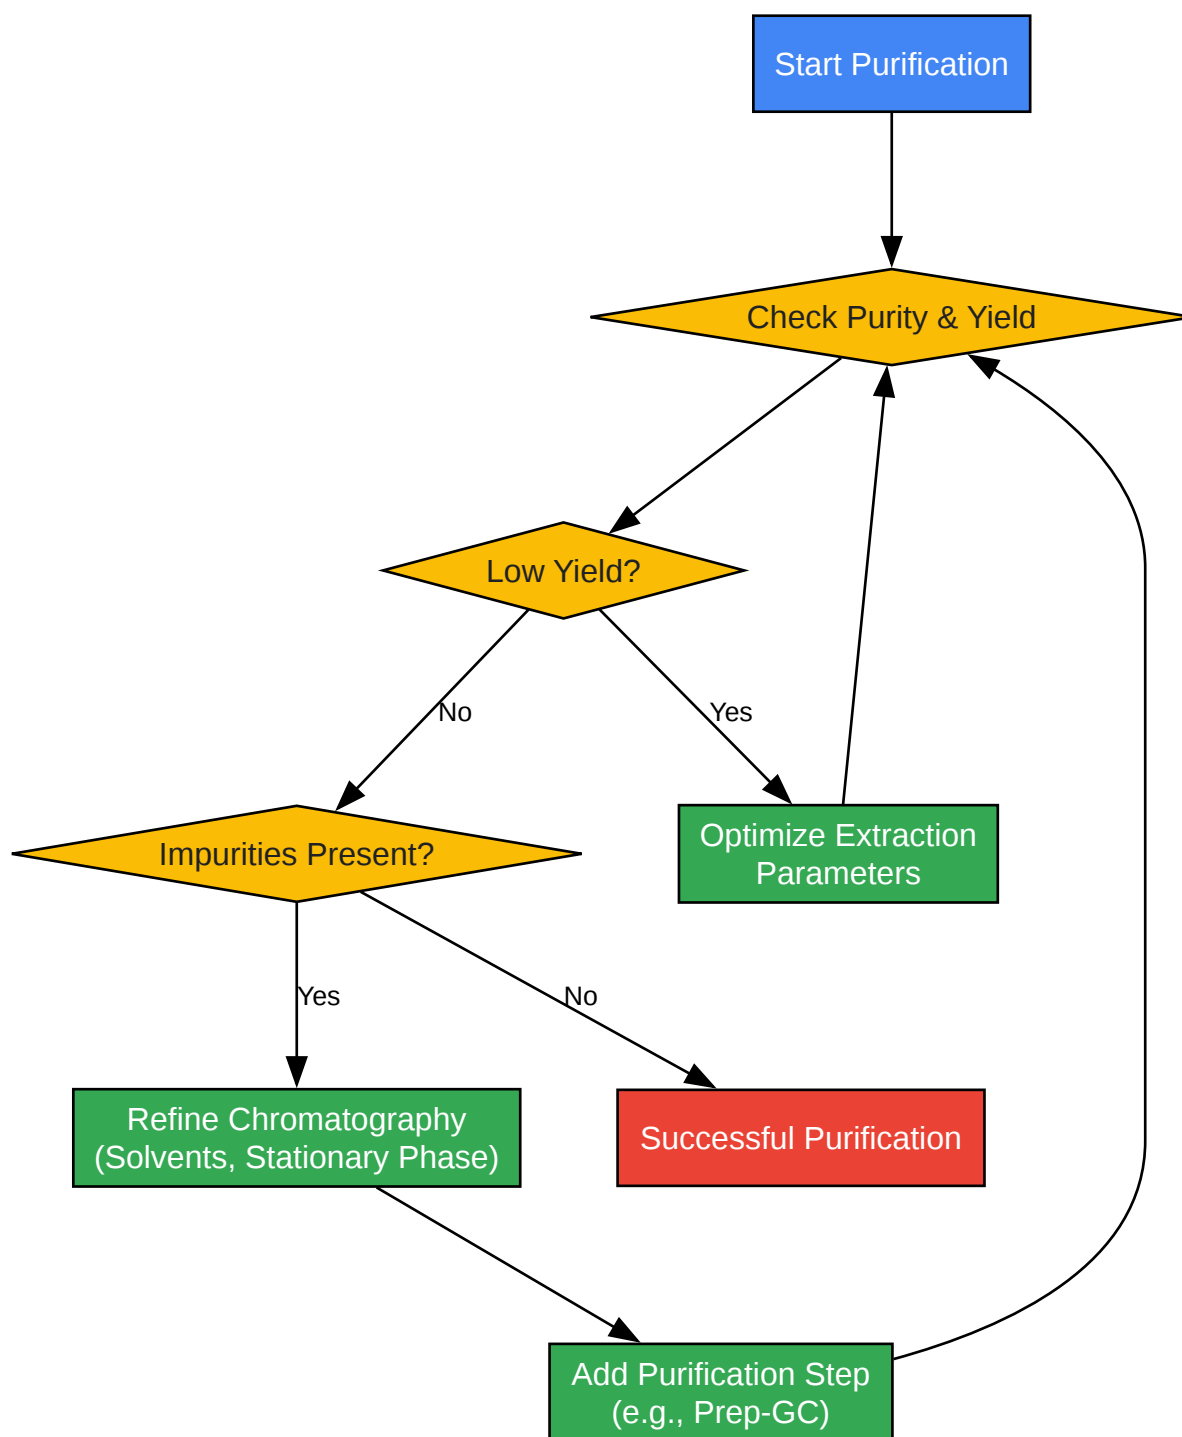 Start Purification
Check Purity & Yield
Low Yield?
No
Yes
Impurities Present?
Optimize Extraction
Parameters
Yes
No
Refine Chromatography
(Solvents, Stationary Phase)
Successful Purification
Add Purification Step
(e.g., Prep-GC)